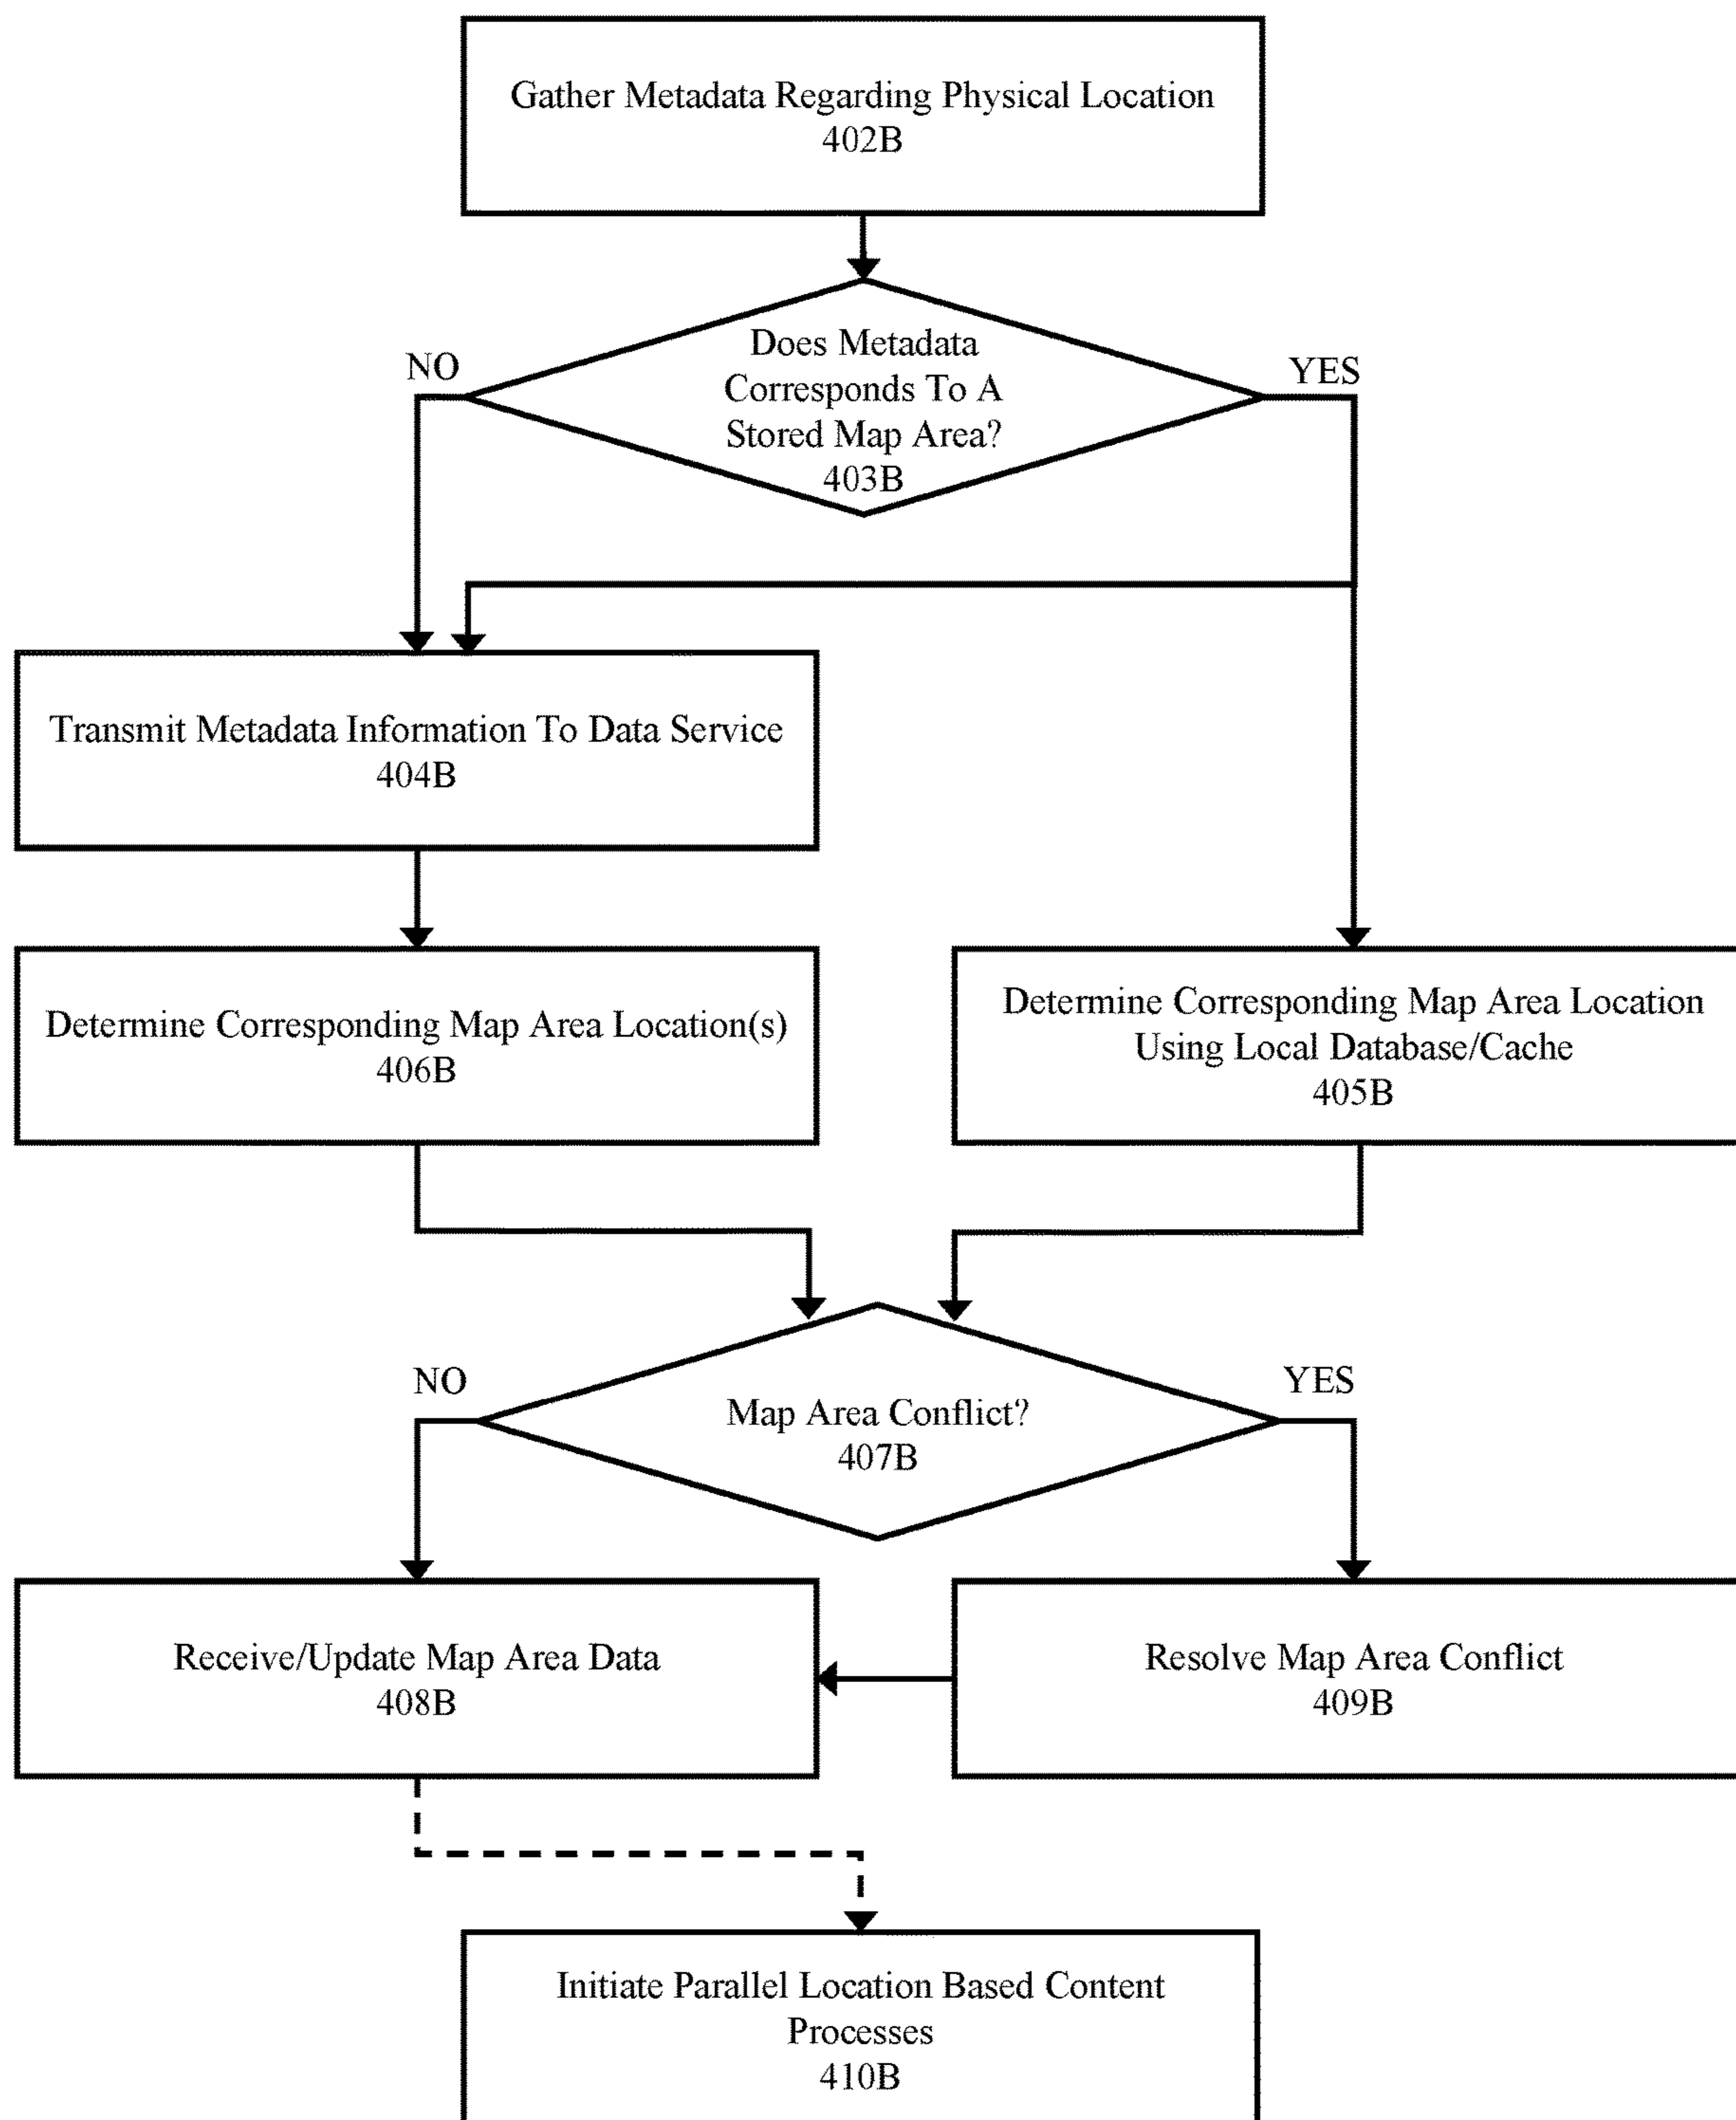 Gather Metadata Regarding Physical Location
402B
Does Metadata
Corresponds To A
Stored Map Area?
403B
NO
YES
Transmit Metadata Information To Data Service
404B
Determine Corresponding Map Area Location(s)
406B
Determine Corresponding Map Area Location
Using Local Database/Cache
405B
Map Area Conflict?
407B
NO
YES
Receive/Update Map Area Data
408B
Resolve Map Area Conflict
409B
Initiate Parallel Location Based Content
Processes
410B